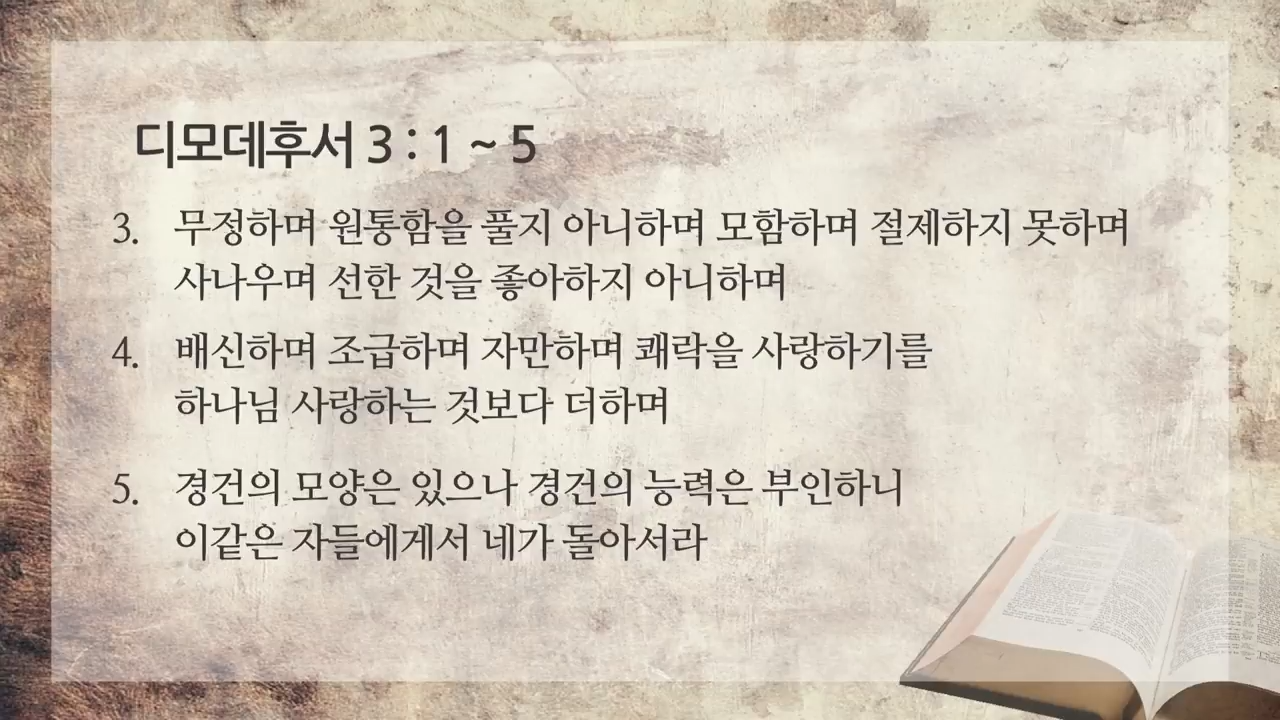 디모데후서 3 : 1 ~ 5
3. 무정하며 원통함을 풀지 아니하며 모함하며 절제하지 못하며
사나우며 선한 것을 좋아하지 아니하며
4. 배신하며 조급하며 자만하며 쾌락을 사랑하기를
하나님 사랑하는 것보다 더하며
5. 경건의 모양은 있으나 경건의 능력은 부인하니
이같은 자들에게서 네가 돌아서라